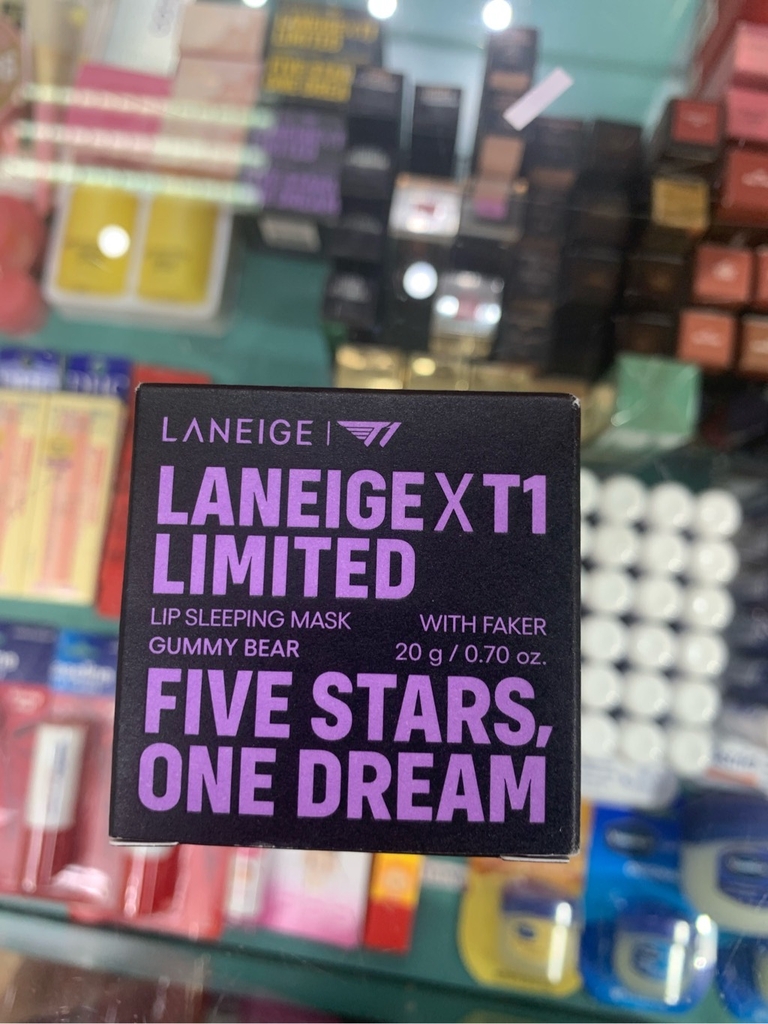 LANEIGE | T1
LANEIGE X T1
LIMITED
LIP SLEEPING MASK WITH FAKER
GUMMY BEAR 20 g / 0.70 oz.
FIVE STARS,
ONE DREAM